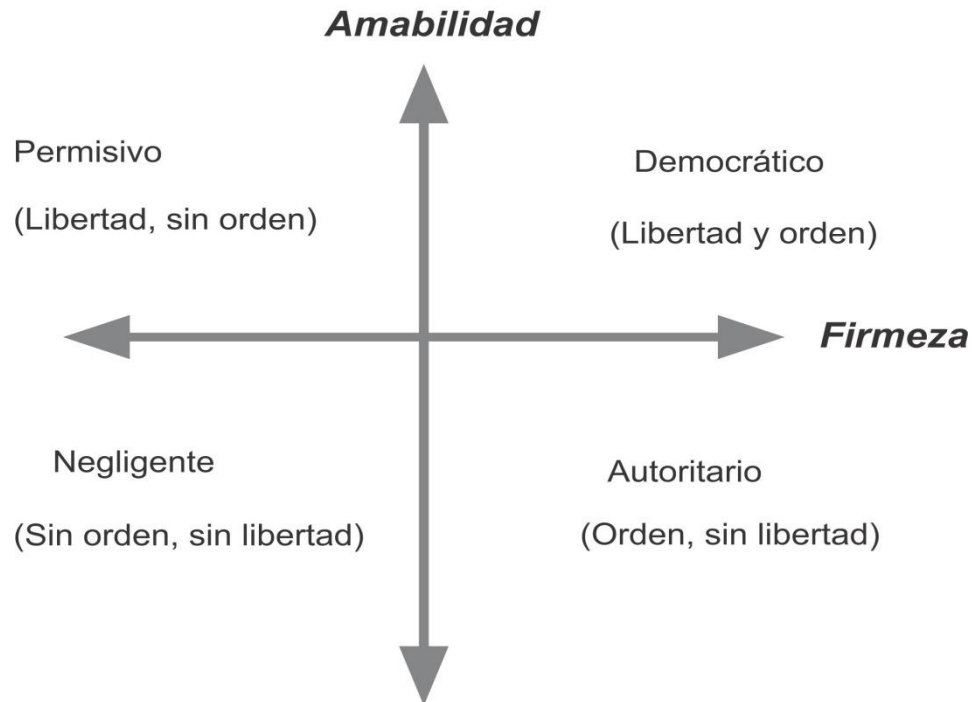 Amabilidad
Permisivo
(Libertad, sin orden)
Democrático
(Libertad y orden)
Firmeza
Negligente
(Sin orden, sin libertad)
Autoritario
(Orden, sin libertad)